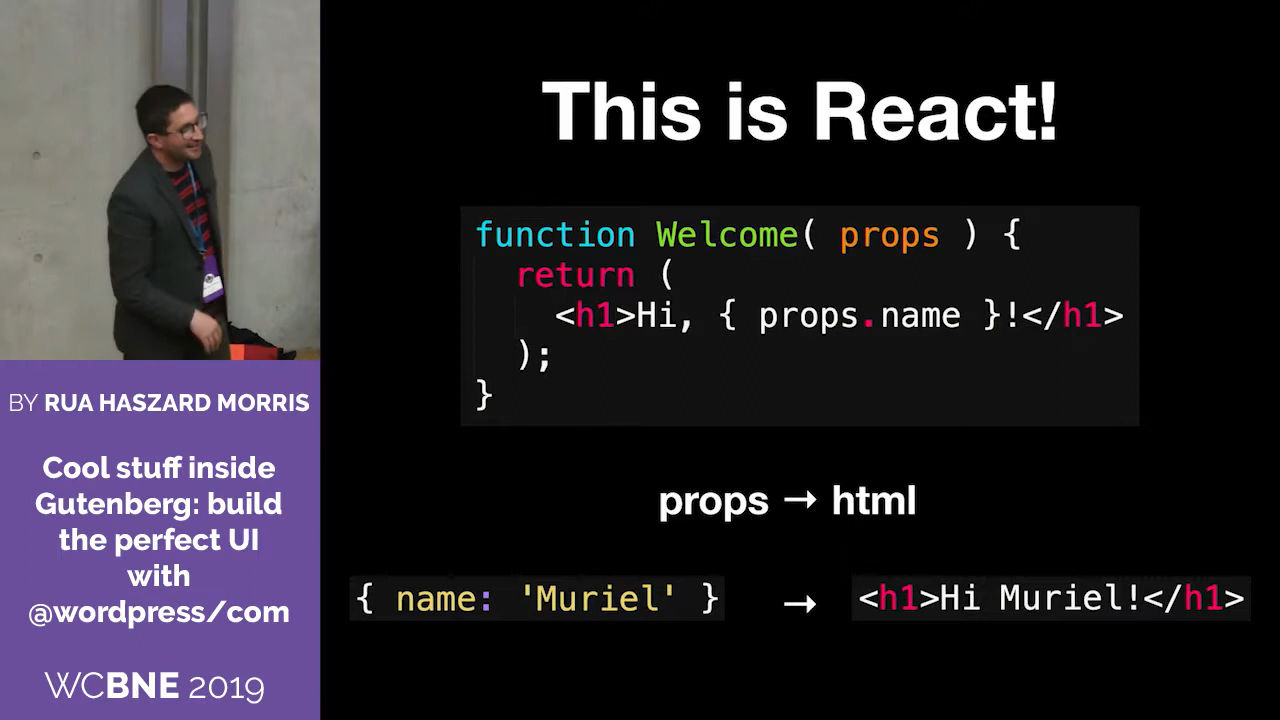 This is React!
function Welcome( props ) {
return (
<h1>Hi, { props.name }!</h1>
);
}
props → html
{ name: 'Muriel' } → <h1>Hi Muriel!</h1>
BY RUA HASZARD MORRIS
Cool stuff inside
Gutenberg: build
the perfect UI
with
@wordpress/com
WCBNE 2019